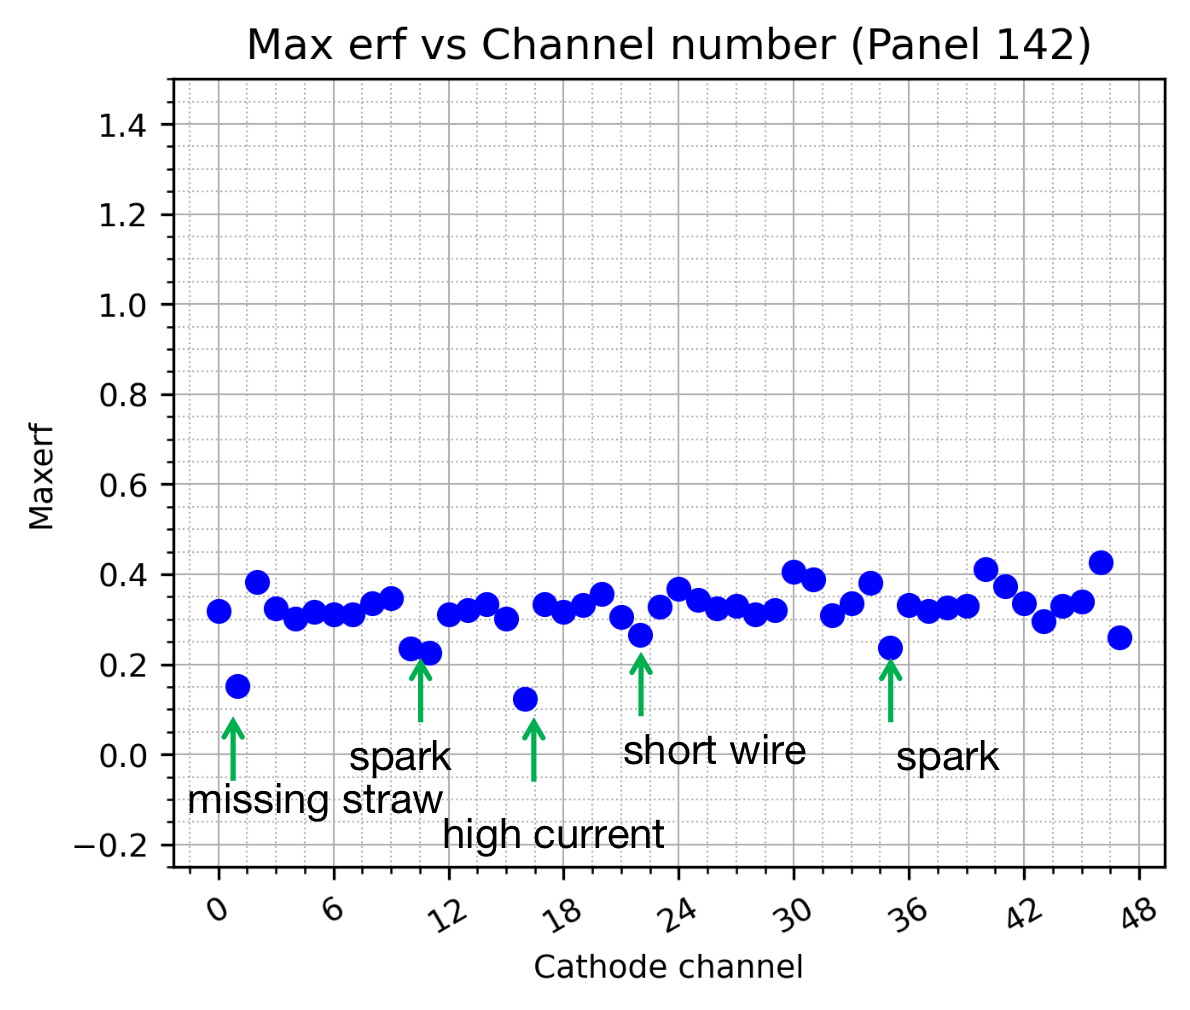 Max erf vs Channel number (Panel 142)
Maxerf
1.4
1.2
1.0
0.8
0.6
0.4
0.2
0.0
−0.2
spark
short wire
spark
missing straw
high current
0 6 12 18 24 30 36 42 48
Cathode channel